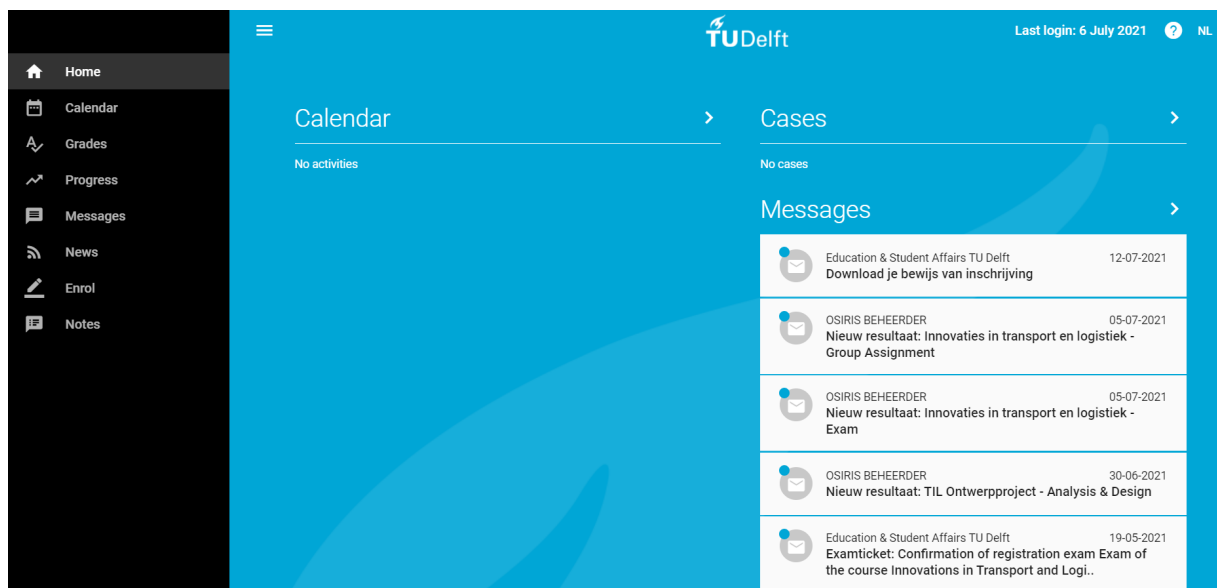 TUDelft
Last login: 6 July 2021
?
NL
Home
Calendar
Grades
Progress
Messages
News
Enrol
Notes
Calendar
No activities
Cases
No cases
Messages
Education & Student Affairs TU Delft 12-07-2021
Download je bewijs van inschrijving
OSIRIS BEHEERDER 05-07-2021
Nieuw resultaat: Innovaties in transport en logistiek -
Group Assignment
OSIRIS BEHEERDER 05-07-2021
Nieuw resultaat: Innovaties in transport en logistiek -
Exam
OSIRIS BEHEERDER 30-06-2021
Nieuw resultaat: TIL Ontwerpproject - Analysis & Design
Education & Student Affairs TU Delft 19-05-2021
Examticket: Confirmation of registration exam Exam of
the course Innovations in Transport and Logi..